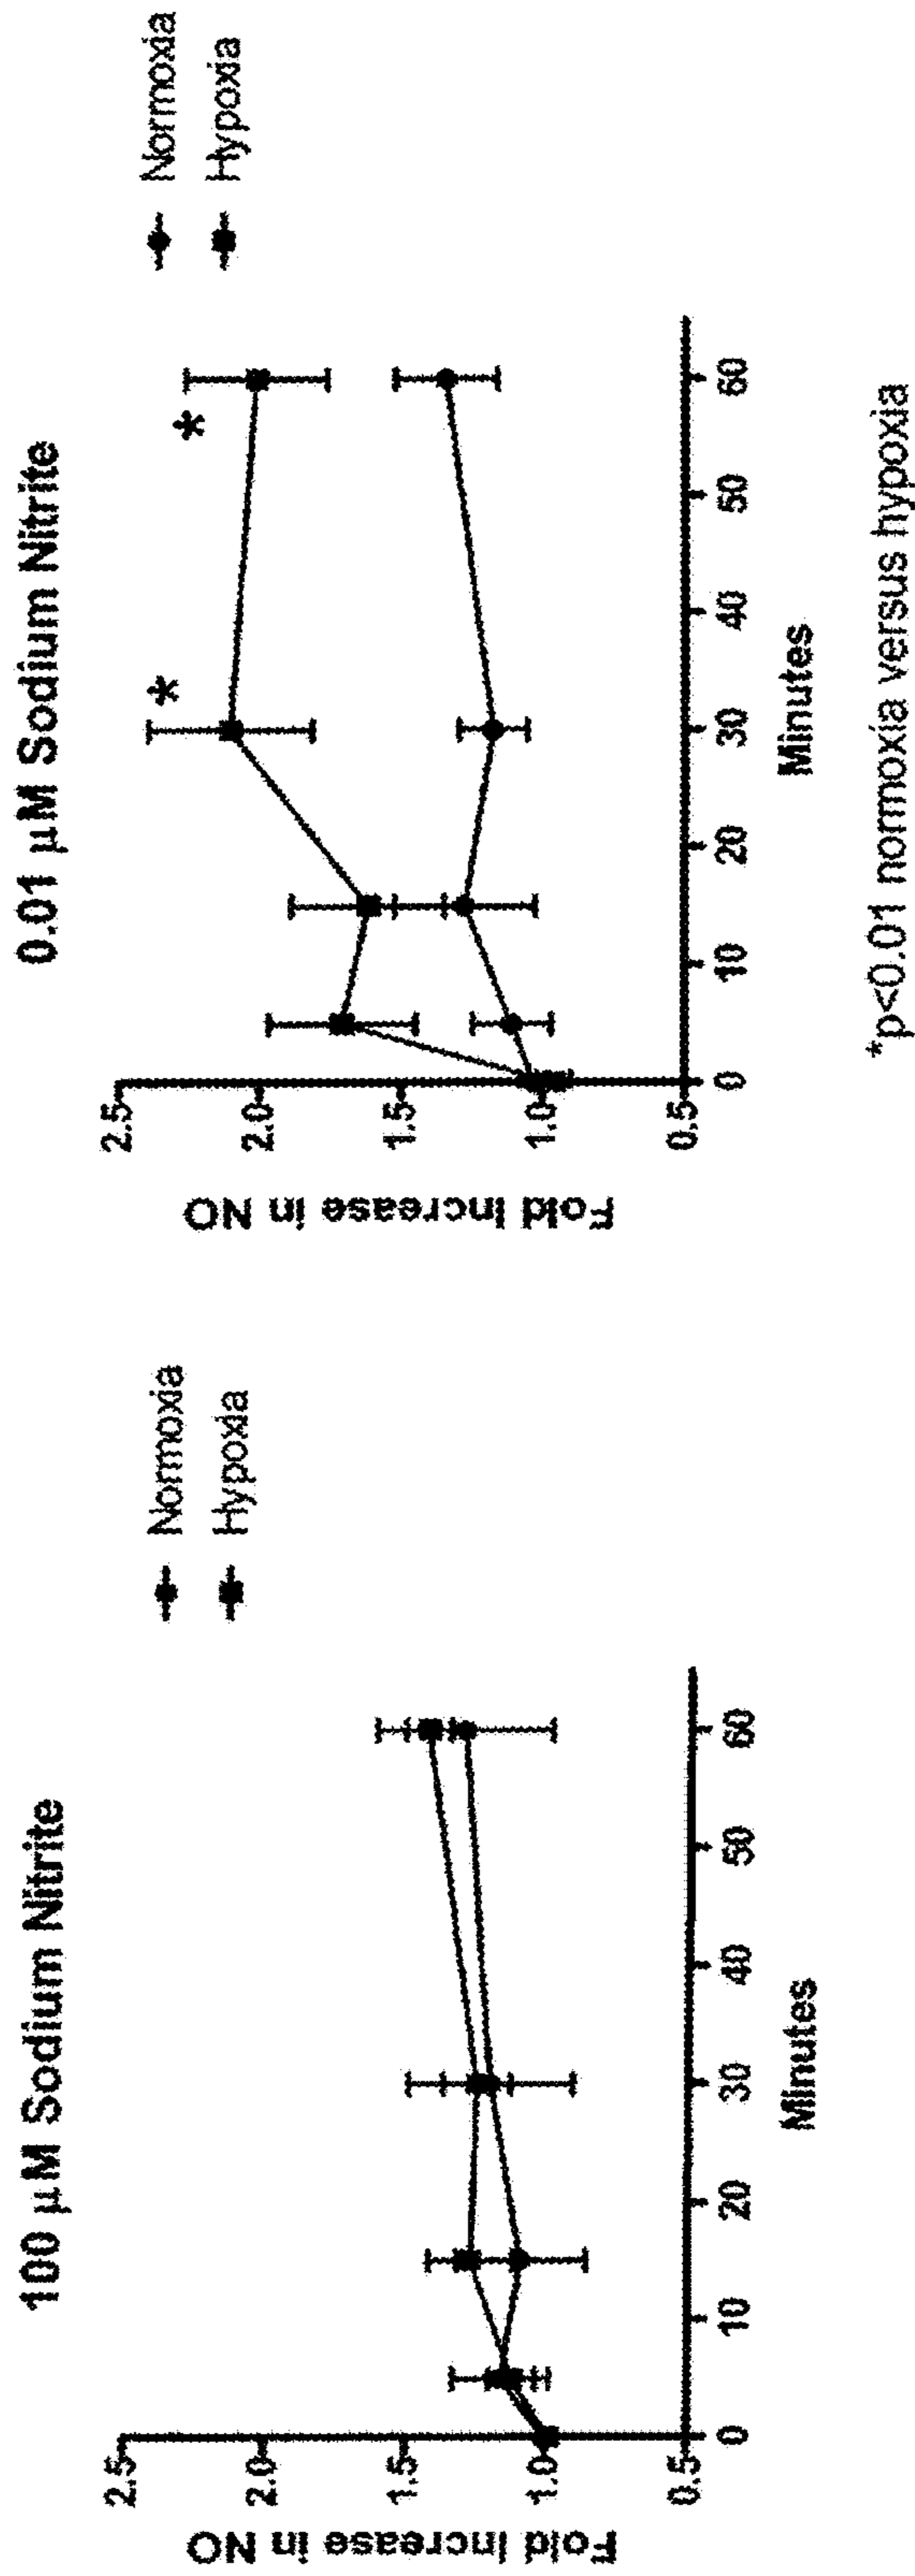 100 µM Sodium Nitrite
Normoxia
Hypoxia
Fold increase in NO
2.5
2.0
1.5
1.0
0.5
0 10 20 30 40 50 60
Minutes
0.01 µM Sodium Nitrite
Normoxia
Hypoxia
Fold increase in NO
2.5
2.0
1.5
1.0
0.5
* *
0 10 20 30 40 50 60
Minutes
*p<0.01 normoxia versus hypoxia